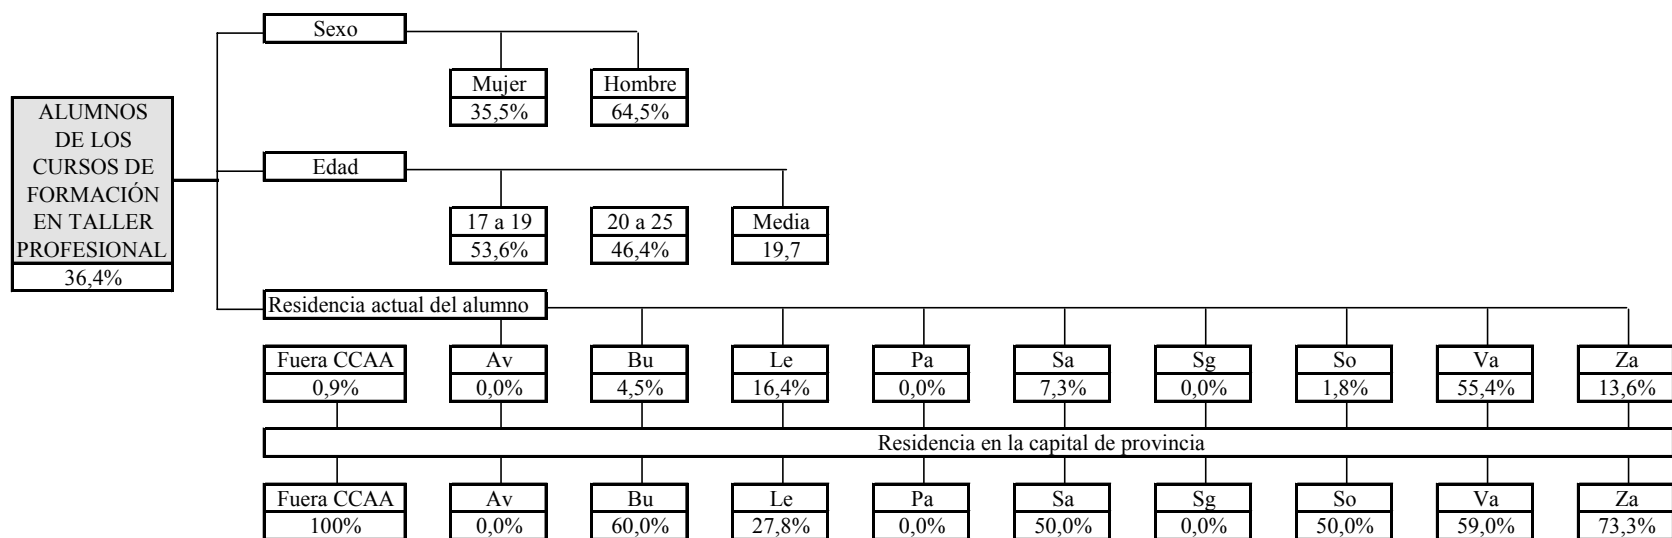 Sexo
Mujer Hombre
35,5% 64,5%
ALUMNOS
DE LOS
CURSOS DE
FORMACIÓN
EN TALLER
PROFESIONAL
36,4%
Edad
17 a 19 20 a 25 Media
53,6% 46,4% 19,7
Residencia actual del alumno
Fuera CCAA Av Bu Le Pa Sa Sg So Va Za
0,9% 0,0% 4,5% 16,4% 0,0% 7,3% 0,0% 1,8% 55,4% 13,6%
Residencia en la capital de provincia
Fuera CCAA Av Bu Le Pa Sa Sg So Va Za
100% 0,0% 60,0% 27,8% 0,0% 50,0% 0,0% 50,0% 59,0% 73,3%